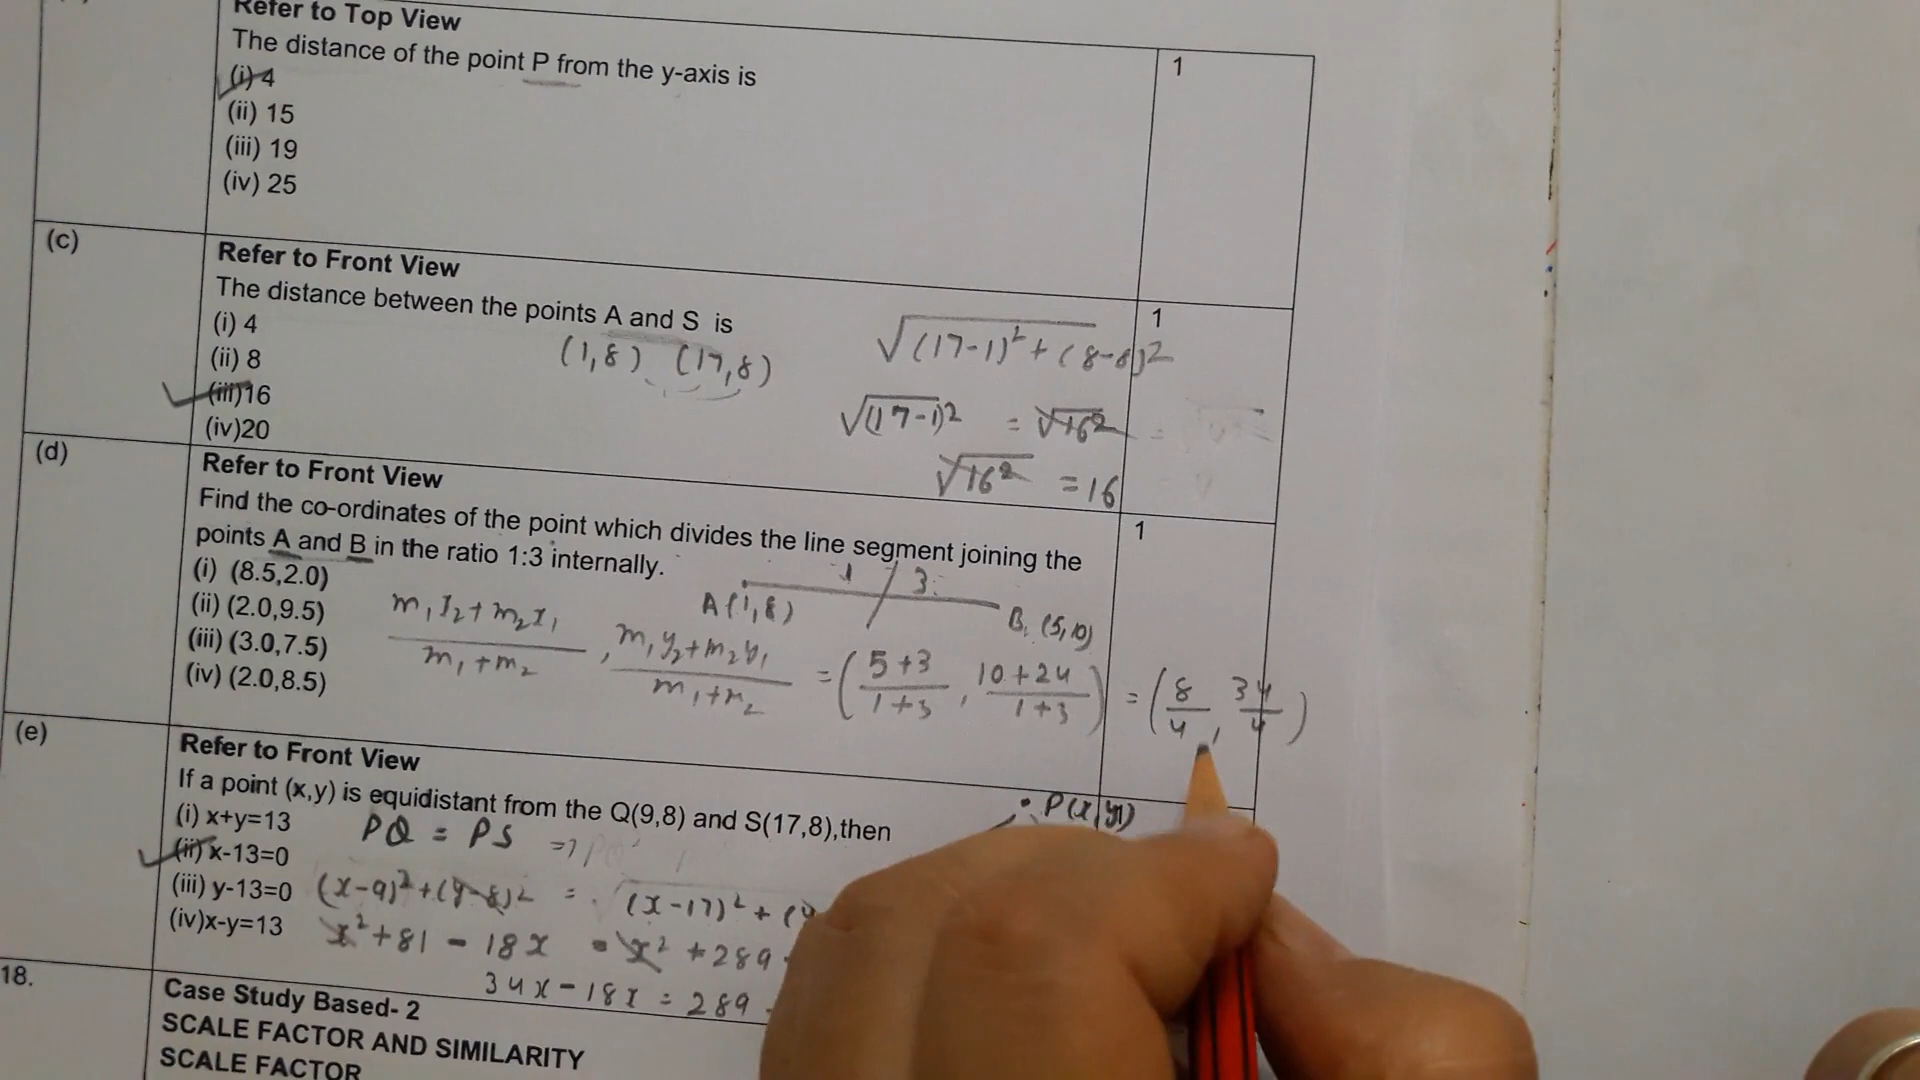 Refer to Top View
The distance of the point P from the y-axis is
1
(i) 4
(ii) 15
(iii) 19
(iv) 25
(c)
Refer to Front View
The distance between the points A and S is
1
(i) 4
(ii) 8
(iii)16
(iv)20
(1,8) (17,8)
√(17-1)²+(8-8)²
√(17-1)² = √16²
√16² = 16
(d)
Refer to Front View
Find the co-ordinates of the point which divides the line segment joining the
points A and B in the ratio 1:3 internally.
1
(i) (8.5,2.0)
(ii) (2.0,9.5)
(iii) (3.0,7.5)
(iv) (2.0,8.5)
1 3
A(1,8) B (5,10)
m₁x₂+m₂x₁ / m₁+m₂ , m₁y₂+m₂y₁ / m₁+m₂ = (5+3 / 1+3 , 10+24 / 1+3) = (8/4 , 34/4)
(e)
Refer to Front View
If a point (x,y) is equidistant from the Q(9,8) and S(17,8),then
(i) x+y=13
(ii) x-13=0
(iii) y-13=0
(iv)x-y=13
P(x,y)
PQ = PS
(x-9)²+(y-8)² = (x-17)²+(
x²+81-18x = x²+289
34x-18x = 289-
18.
Case Study Based- 2
SCALE FACTOR AND SIMILARITY
SCALE FACTOR